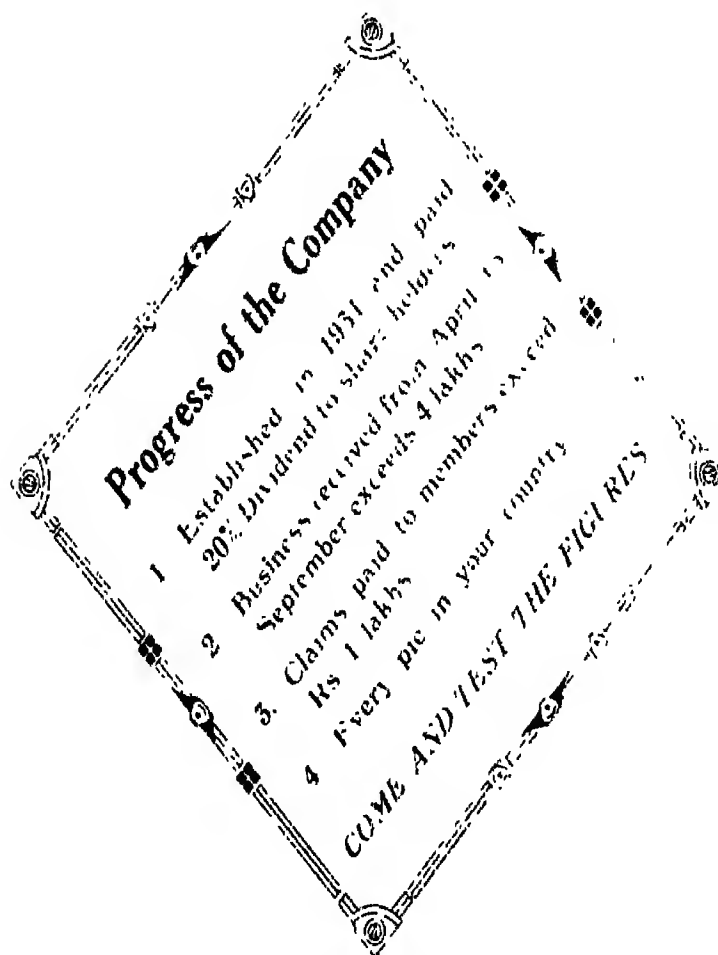 Progress of the Company
1 Established in 1931 and paid
20% Dividend to share holders
2 Business received from April to
September exceeds 4 lakhs
3. Claims paid to members exceed
Rs 1 lakhs
4 Every pie in your country
COME AND TEST THE FIGURES